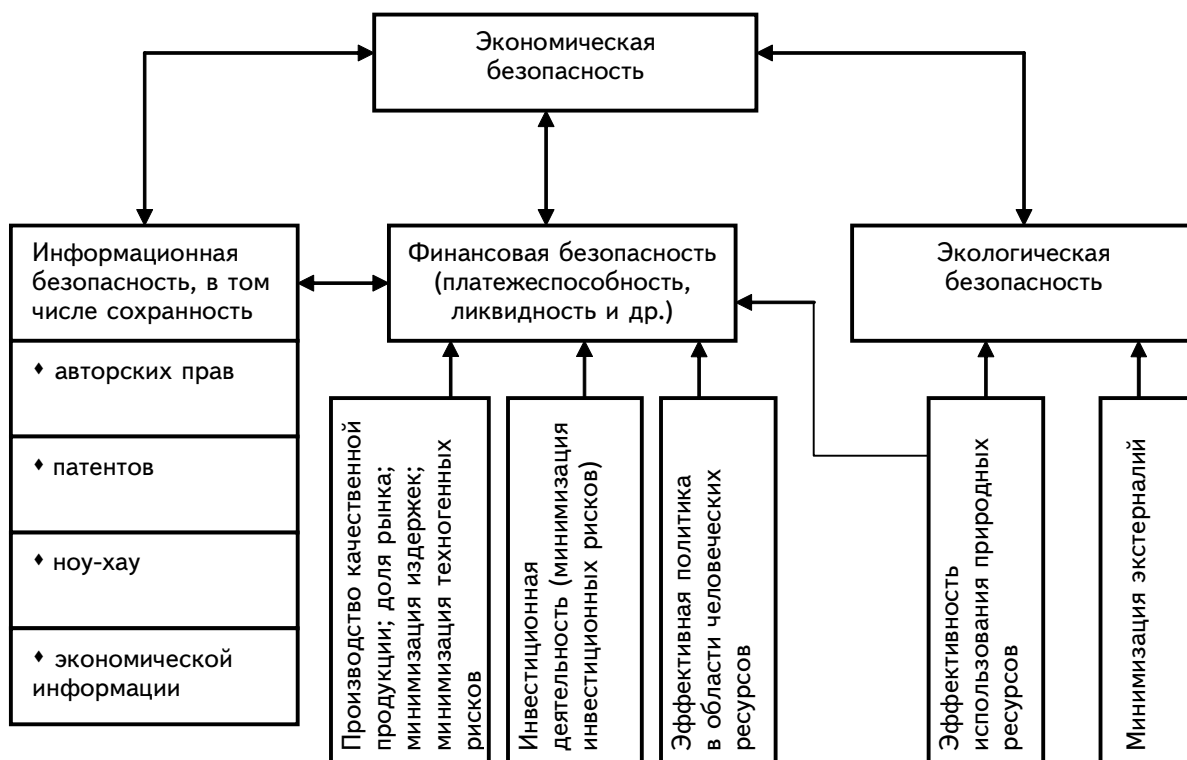 Экономическая
безопасность
Информационная
безопасность, в том
числе сохранность
♦ авторских прав
♦ патентов
♦ ноу-хау
♦ экономической
информации
Финансовая безопасность
(платежеспособность,
ликвидность и др.)
Экологическая
безопасность
Производство качественной
продукции; доля рынка;
минимизация издержек;
минимизация техногенных
рисков
Инвестиционная
деятельность (минимизация
инвестиционных рисков)
Эффективная политика
в области человеческих
ресурсов
Эффективность
использования природных
ресурсов
Минимизация экстерналий